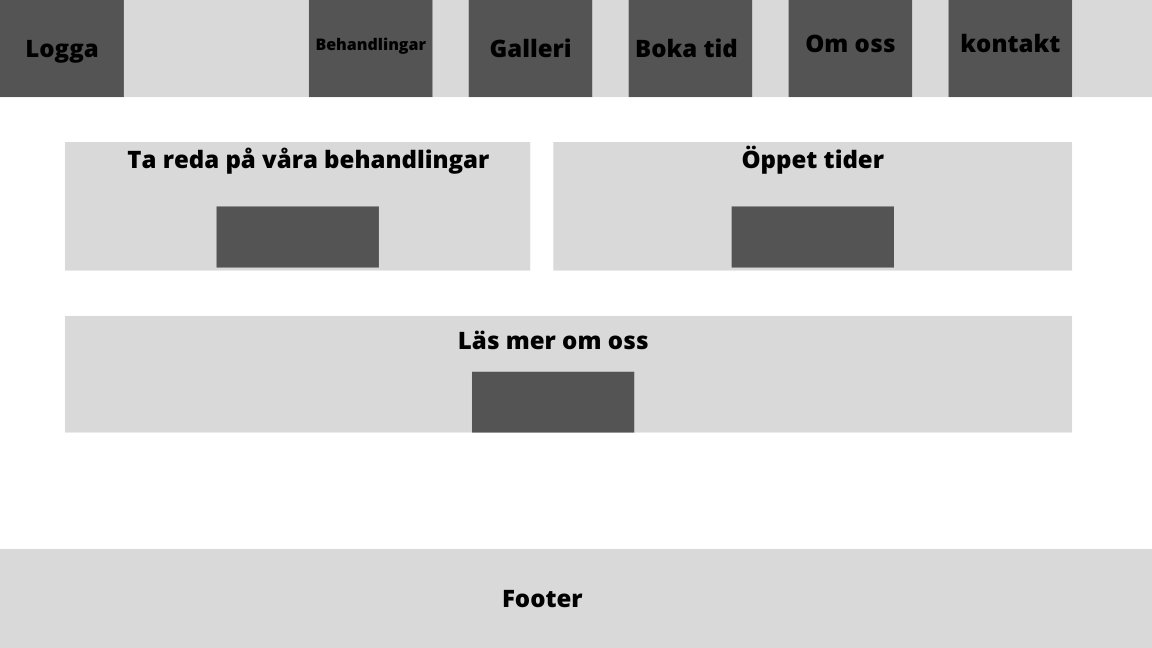 Logga
Behandlingar
Galleri
Boka tid
Om oss
kontakt
Ta reda på våra behandlingar
Öppet tider
Läs mer om oss
Footer